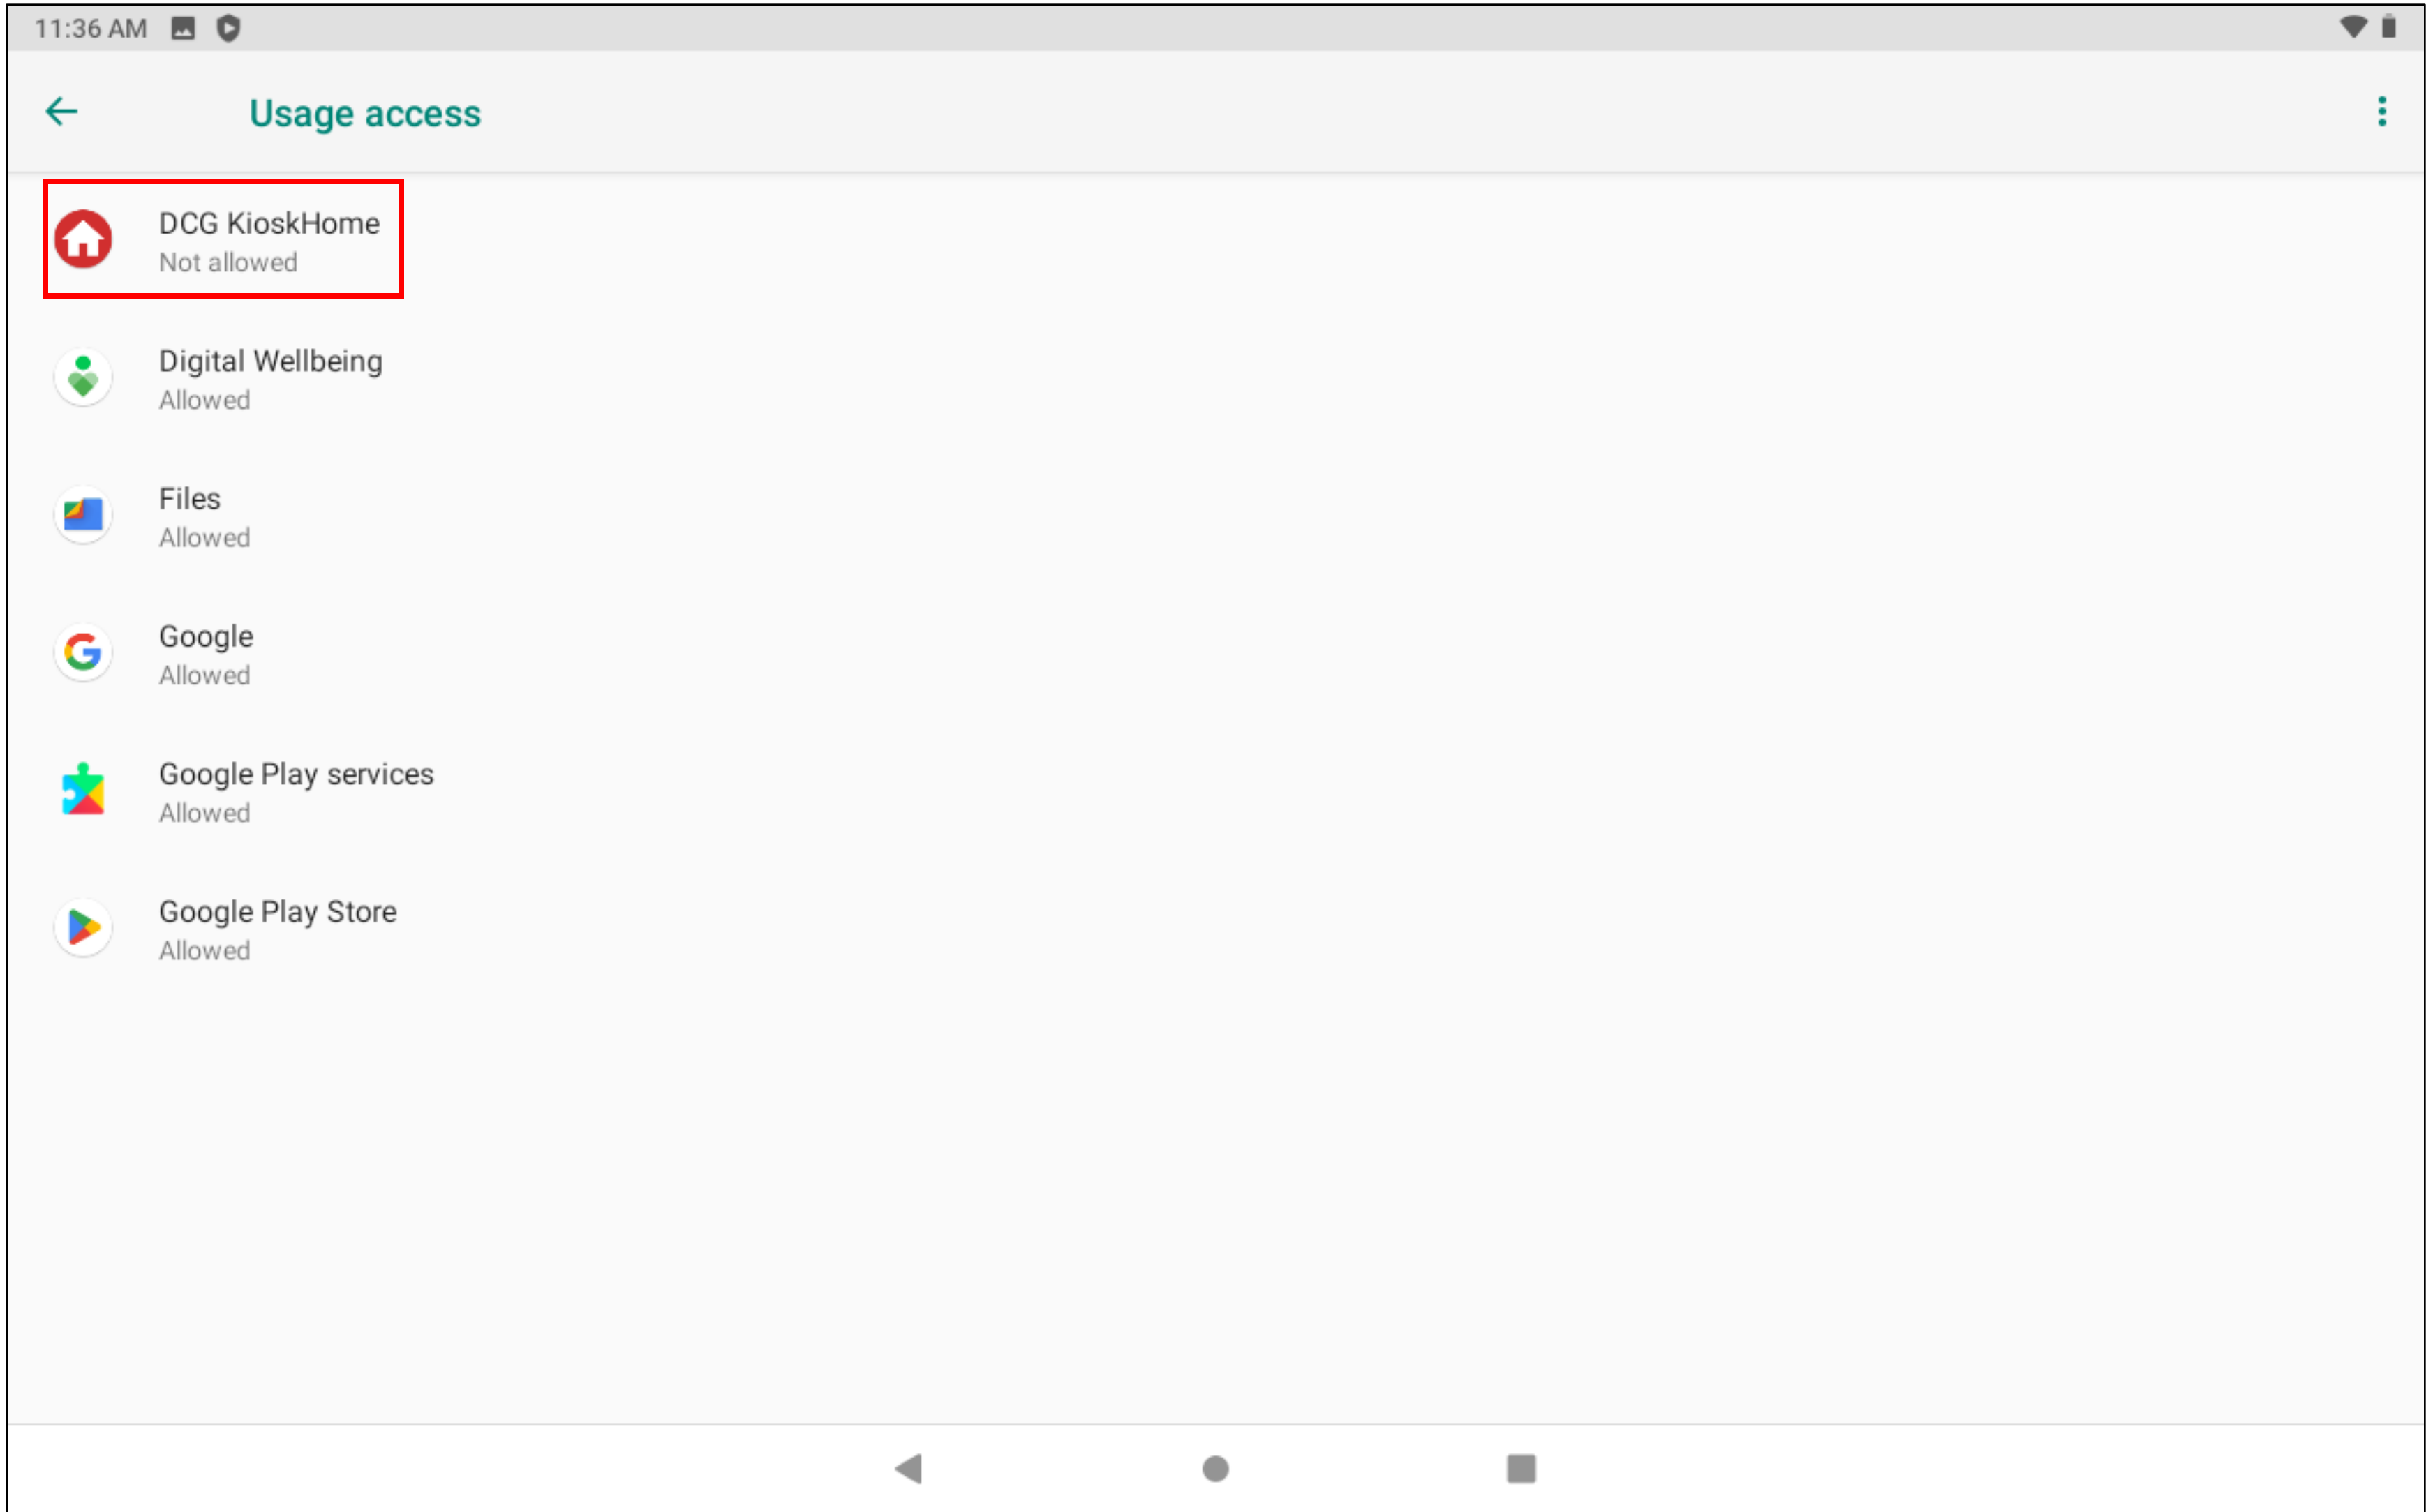 11:36 AM
Usage access
DCG KioskHome
Not allowed
Digital Wellbeing
Allowed
Files
Allowed
Google
Allowed
Google Play services
Allowed
Google Play Store
Allowed